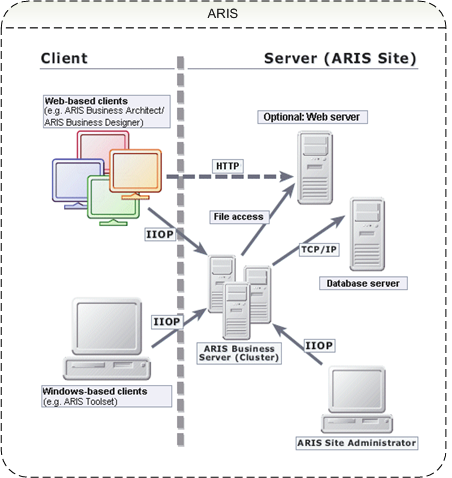 ARIS
Client
Server (ARIS Site)
Web-based clients
(e.g. ARIS Business Architect/
ARIS Business Designer)
Optional: Web server
HTTP
File access
IIOP
TCP/IP
Database server
IIOP
ARIS Business
Server (Cluster)
IIOP
Windows-based clients
(e.g. ARIS Toolset)
ARIS Site Administrator